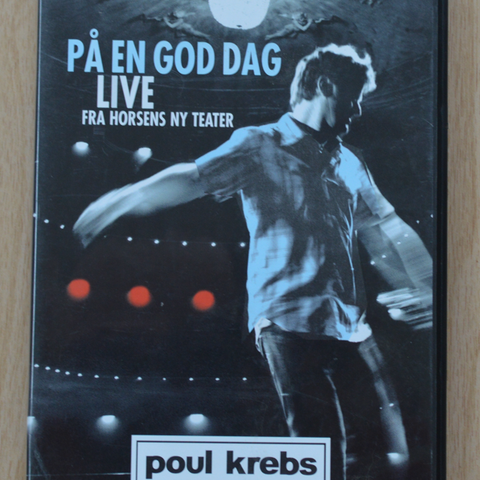 PÅ EN GOD DAG
LIVE
FRA HORSENS NY TEATER
poul krebs